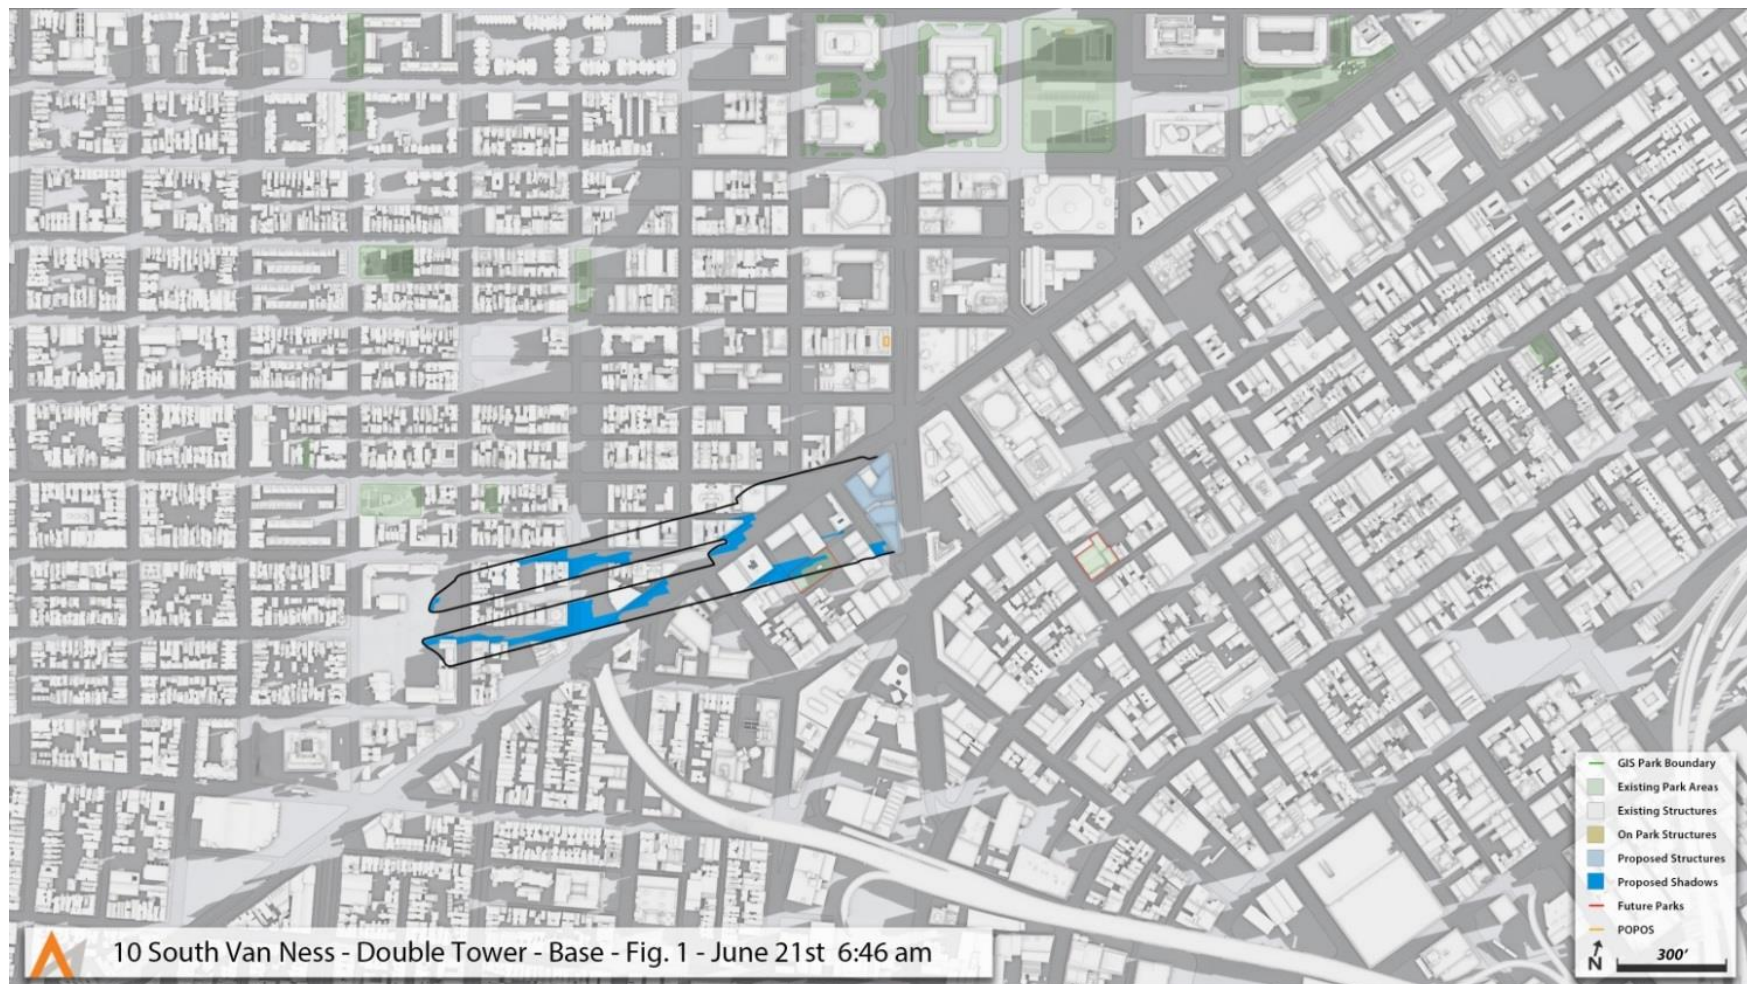 GIS Park Boundary
Existing Park Areas
Existing Structures
On Park Structures
Proposed Structures
Proposed Shadows
Future Parks
POPOS
N
300'
10 South Van Ness - Double Tower - Base - Fig. 1 - June 21st 6:46 am